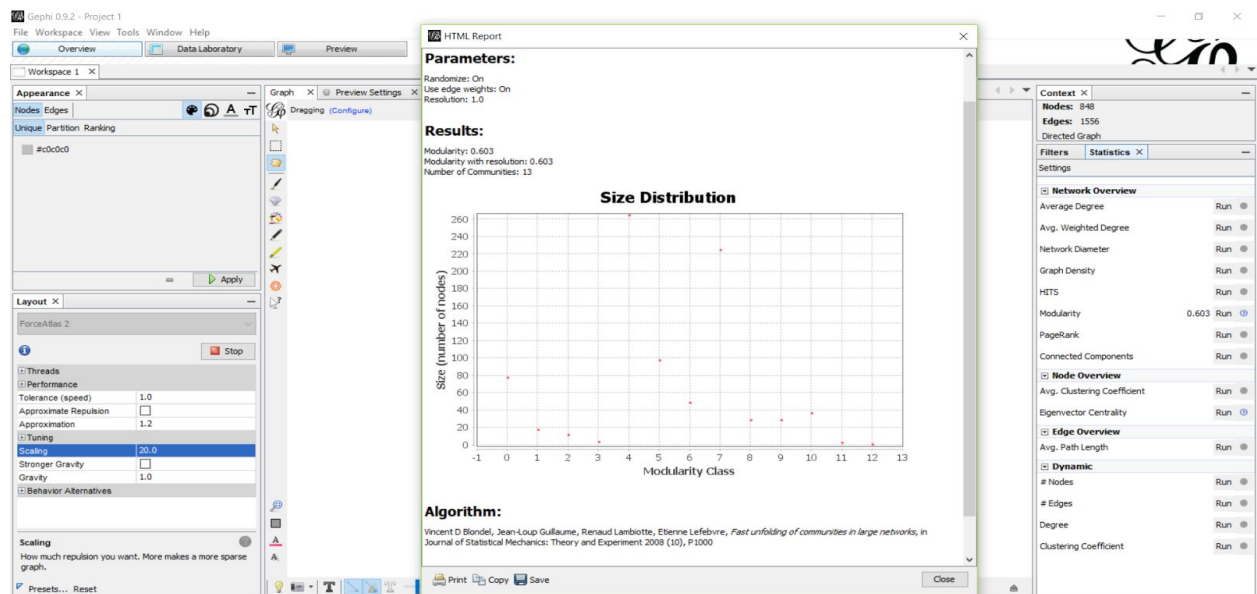 Gephi 0.9.2 - Project 1
File Workspace View Tools Window Help
Overview Data Laboratory Preview
Workspace 1
Appearance
Nodes Edges
Unique Partition Ranking
#c0c0c0
Apply
Layout
ForceAtlas 2
Stop
Threads
Performance
Tolerance (speed) 1.0
Approximate Repulsion
Approximation 1.2
Tuning
Scaling 20.0
Stronger Gravity
Gravity 1.0
Behavior Alternatives
Scaling
How much repulsion you want. More makes a more sparse
graph.
Presets... Reset
Graph Preview Settings
Dragging (Configure)
HTML Report
Parameters:
Randomize: On
Use edge weights: On
Resolution: 1.0
Results:
Modularity: 0.603
Modularity with resolution: 0.603
Number of Communities: 13
Size Distribution
Size (number of nodes)
260
240
220
200
180
160
140
120
100
80
60
40
20
0
-1 0 1 2 3 4 5 6 7 8 9 10 11 12 13
Modularity Class
Algorithm:
Vincent D Blondel, Jean-Loup Guillaume, Renaud Lambiotte, Etienne Lefebvre, Fast unfolding of communities in large networks, in
Journal of Statistical Mechanics: Theory and Experiment 2008 (10), P1000
Print Copy Save Close
Context
Nodes: 848
Edges: 1556
Directed Graph
Filters Statistics
Settings
Network Overview
Average Degree Run
Avg. Weighted Degree Run
Network Diameter Run
Graph Density Run
HITS Run
Modularity 0.603 Run
PageRank Run
Connected Components Run
Node Overview
Avg. Clustering Coefficient Run
Eigenvector Centrality Run
Edge Overview
Avg. Path Length Run
Dynamic
# Nodes Run
# Edges Run
Degree Run
Clustering Coefficient Run